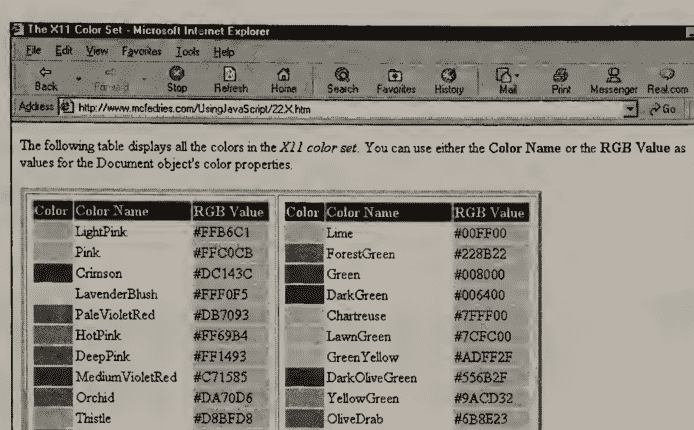 The X11 Color Set - Microsoft Internet Explorer
File Edit View Favorites Tools Help
Back Forward Stop Refresh Home Search Favorites History Mail Print Messenger Real.com
Address http://www.mcfedries.com/UsingJavaScript/22X.htm Go
The following table displays all the colors in the X11 color set. You can use either the Color Name or the RGB Value as
values for the Document object's color properties.
Color Color Name RGB Value Color Color Name RGB Value
LightPink #FFB6C1 Lime #00FF00
Pink #FFC0CB ForestGreen #228B22
Crimson #DC143C Green #008000
LavenderBlush #FFF0F5 DarkGreen #006400
PaleVioletRed #DB7093 Chartreuse #7FFF00
HotPink #FF69B4 LawnGreen #7CFC00
DeepPink #FF1493 GreenYellow #ADFF2F
MediumVioletRed #C71585 DarkOliveGreen #556B2F
Orchid #DA70D6 YellowGreen #9ACD32
Thistle #D8BFD8 OliveDrab #6B8E23